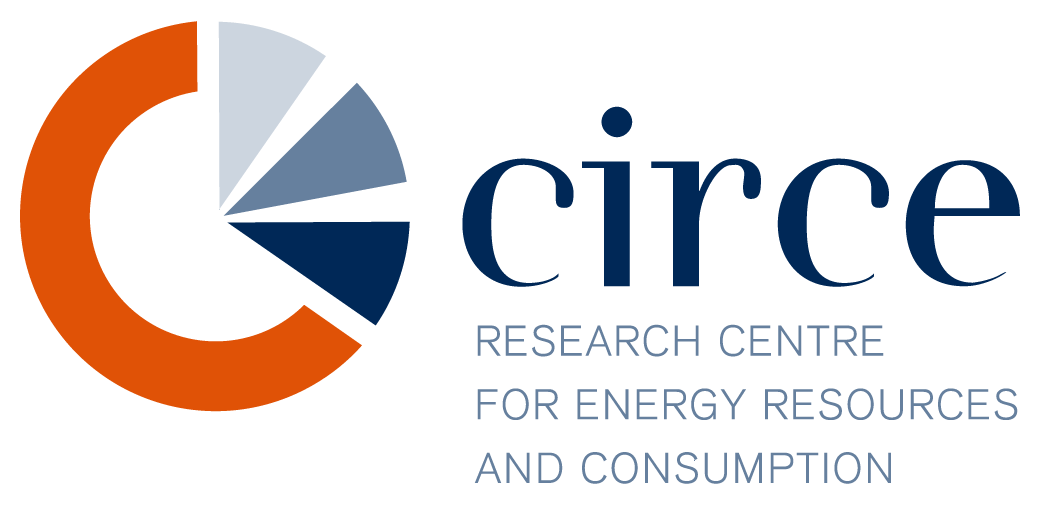 circe
RESEARCH CENTRE
FOR ENERGY RESOURCES
AND CONSUMPTION